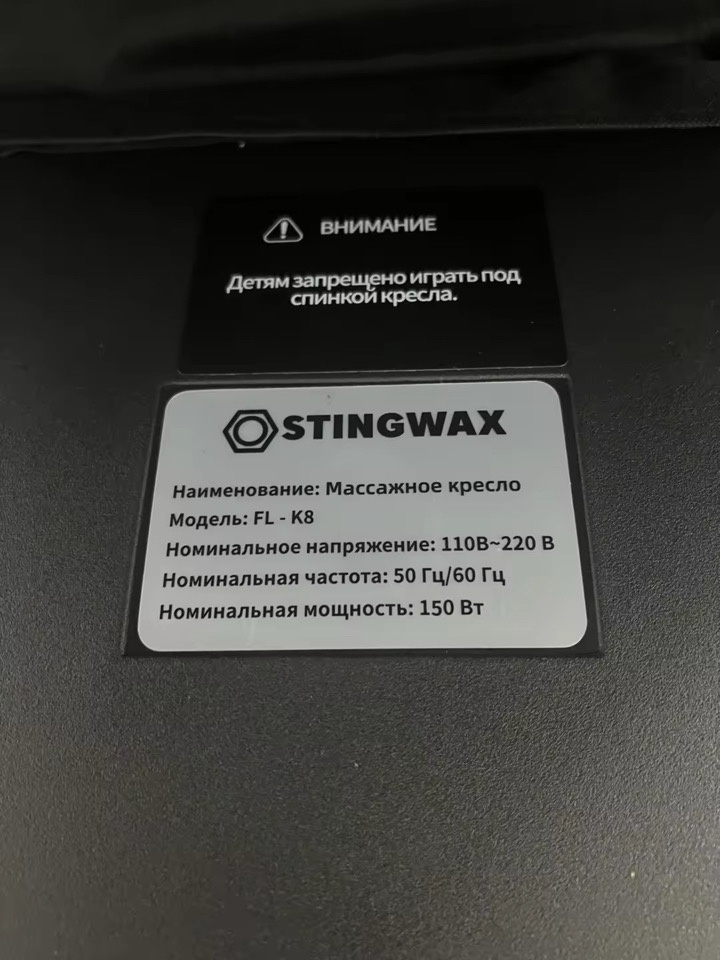 ВНИМАНИЕ
Детям запрещено играть под
спинкой кресла.
STINGWAX
Наименование: Массажное кресло
Модель: FL - K8
Номинальное напряжение: 110В~220 В
Номинальная частота: 50 Гц/60 Гц
Номинальная мощность: 150 Вт